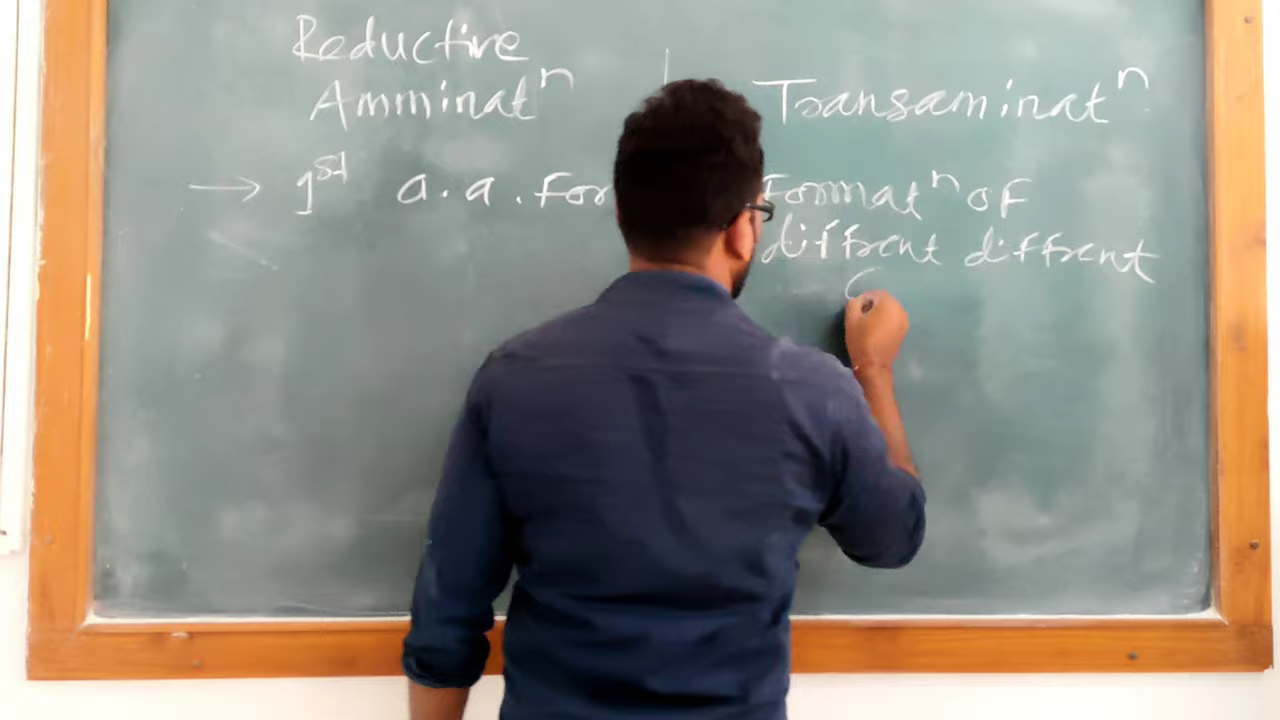 Reductive
Amminatⁿ
Transaminatⁿ
→ 1ˢᵗ a.a. for
Formatⁿ of
diffrent diffrent